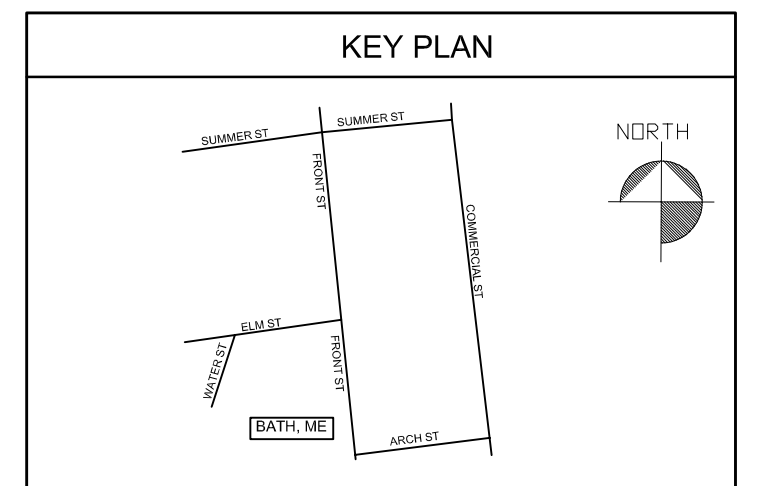 KEY PLAN
SUMMER ST
SUMMER ST
NORTH
FRONT ST
COMMERCIAL ST
ELM ST
FRONT ST
WATER ST
BATH, ME
ARCH ST